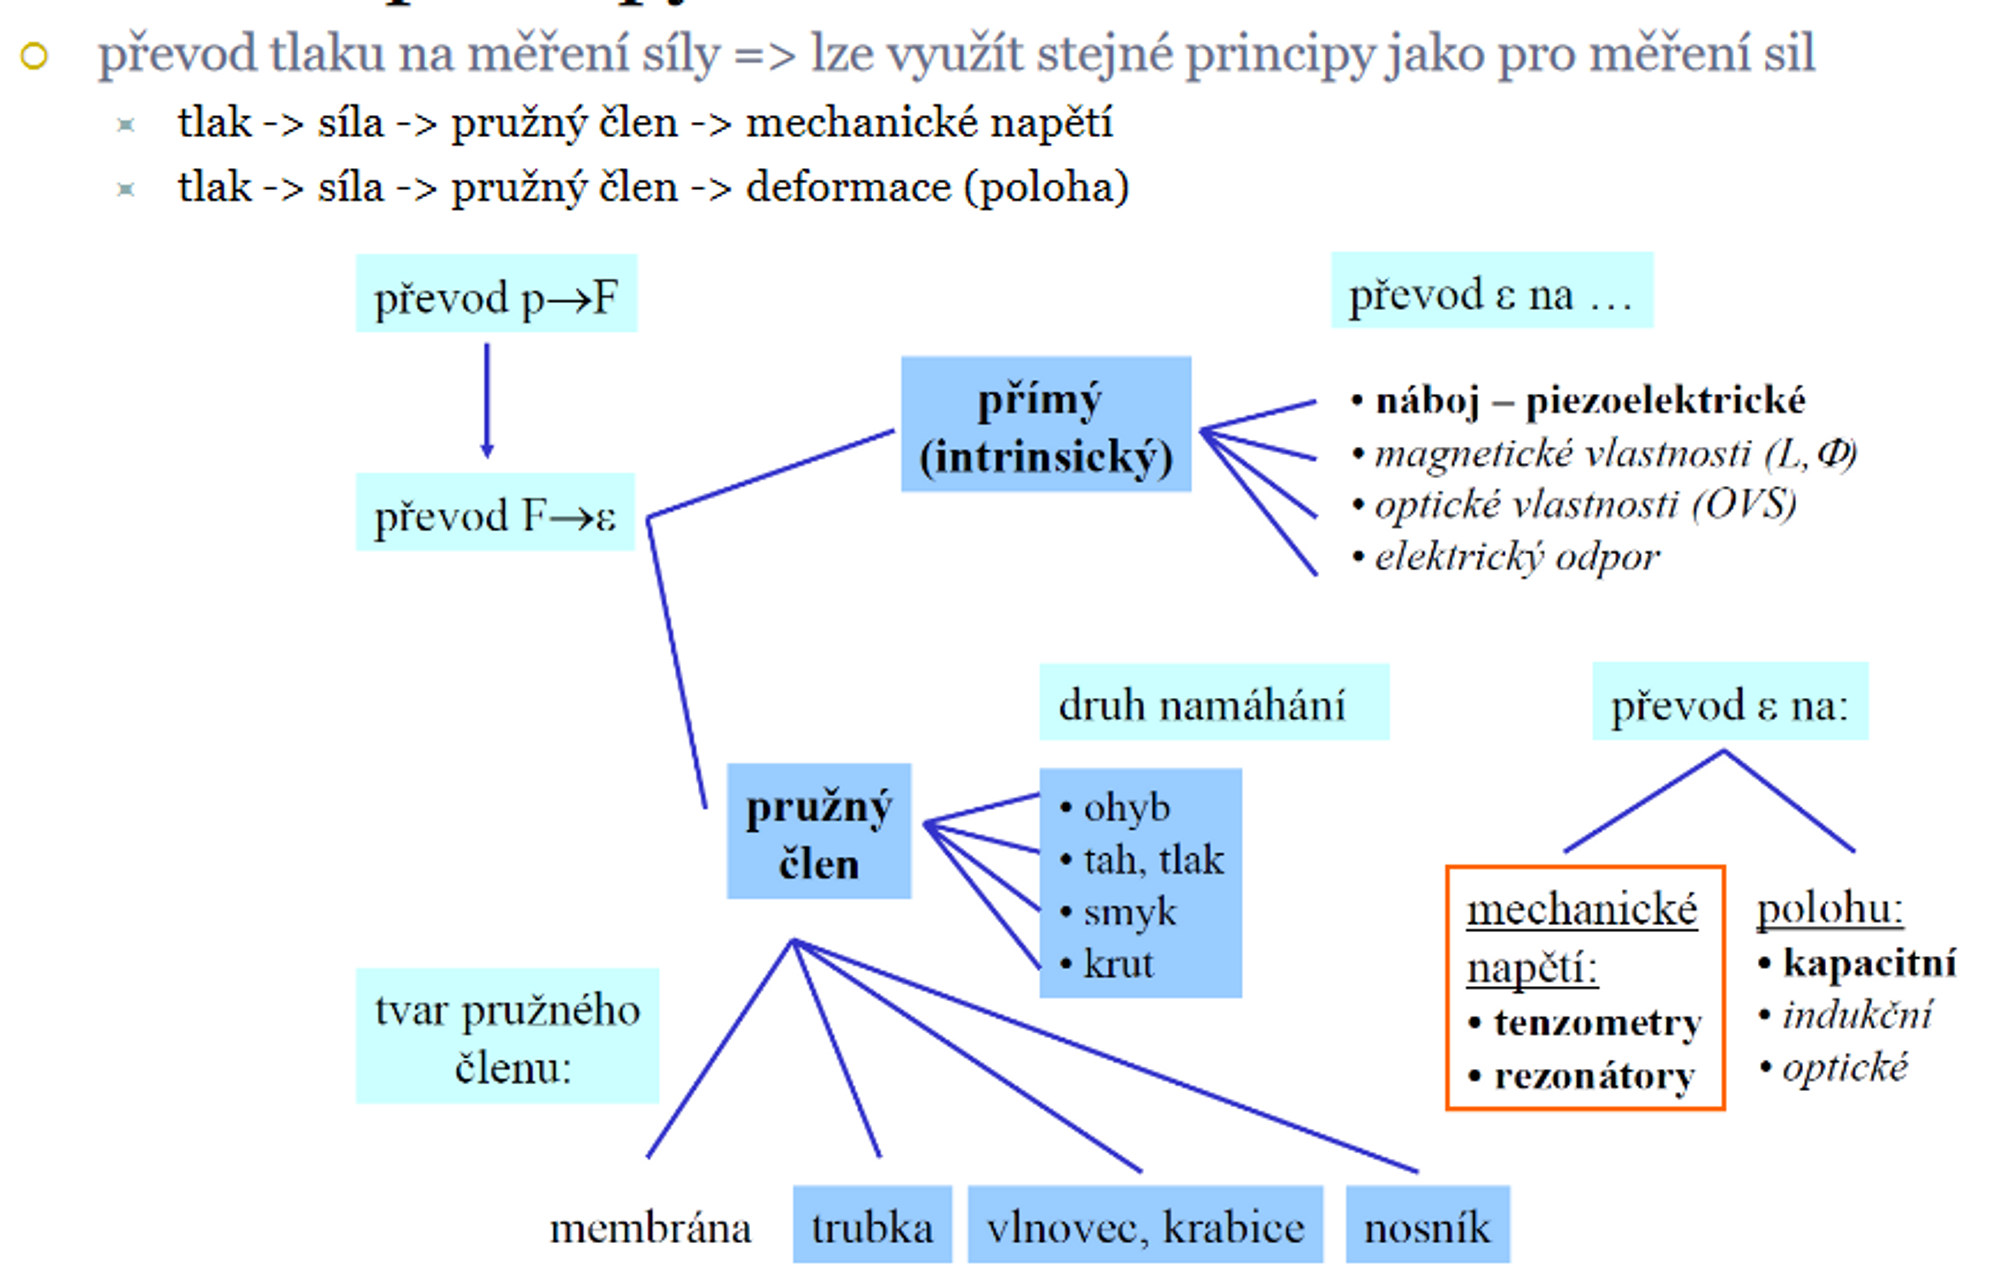 převod tlaku na měření síly => lze využít stejné principy jako pro měření sil
tlak -> síla -> pružný člen -> mechanické napětí
tlak -> síla -> pružný člen -> deformace (poloha)
převod p→F
převod ε na …
přímý
(intrinsický)
• náboj – piezoelektrické
• magnetické vlastnosti (L, Φ)
• optické vlastnosti (OVS)
• elektrický odpor
převod F→ε
druh namáhání
převod ε na:
pružný
člen
• ohyb
• tah, tlak
• smyk
• krut
mechanické
napětí:
• tenzometry
• rezonátory
polohu:
• kapacitní
• indukční
• optické
tvar pružného
členu:
membrána
trubka
vlnovec, krabice
nosník